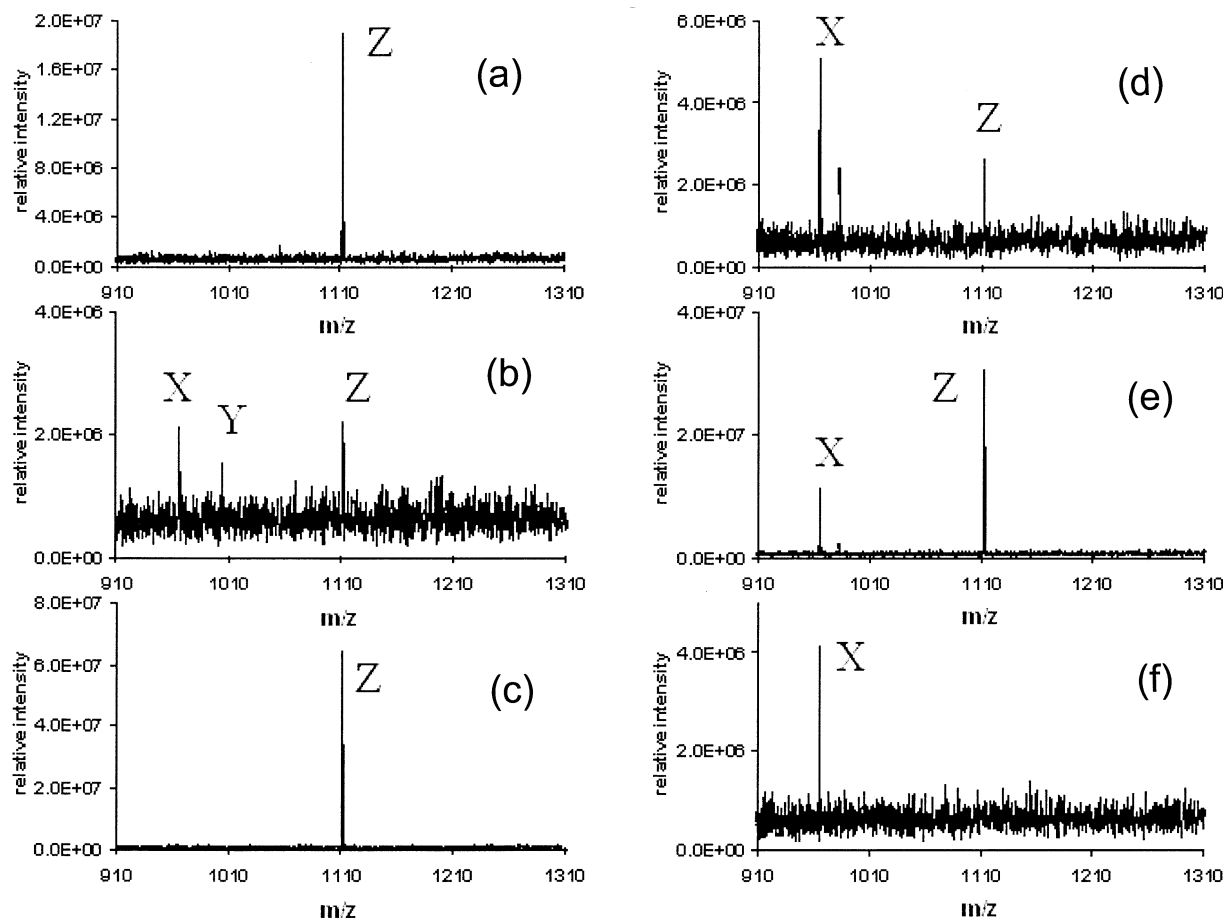 2.0E+07
1.6E+07
1.2E+07
8.0E+06
4.0E+06
0.0E+00
relative intensity
Z
(a)
910 1010 1110 1210 1310
m/z
4.0E+06
2.0E+06
0.0E+00
relative intensity
X
Y
Z
(b)
910 1010 1110 1210 1310
m/z
8.0E+07
6.0E+07
4.0E+07
2.0E+07
0.0E+00
relative intensity
Z
(c)
910 1010 1110 1210 1310
m/z
6.0E+06
4.0E+06
2.0E+06
0.0E+00
relative intensity
X
Z
(d)
910 1010 1110 1210 1310
m/z
4.0E+07
2.0E+07
0.0E+00
relative intensity
X
Z
(e)
910 1010 1110 1210 1310
m/z
4.0E+06
2.0E+06
0.0E+00
relative intensity
X
(f)
910 1010 1110 1210 1310
m/z